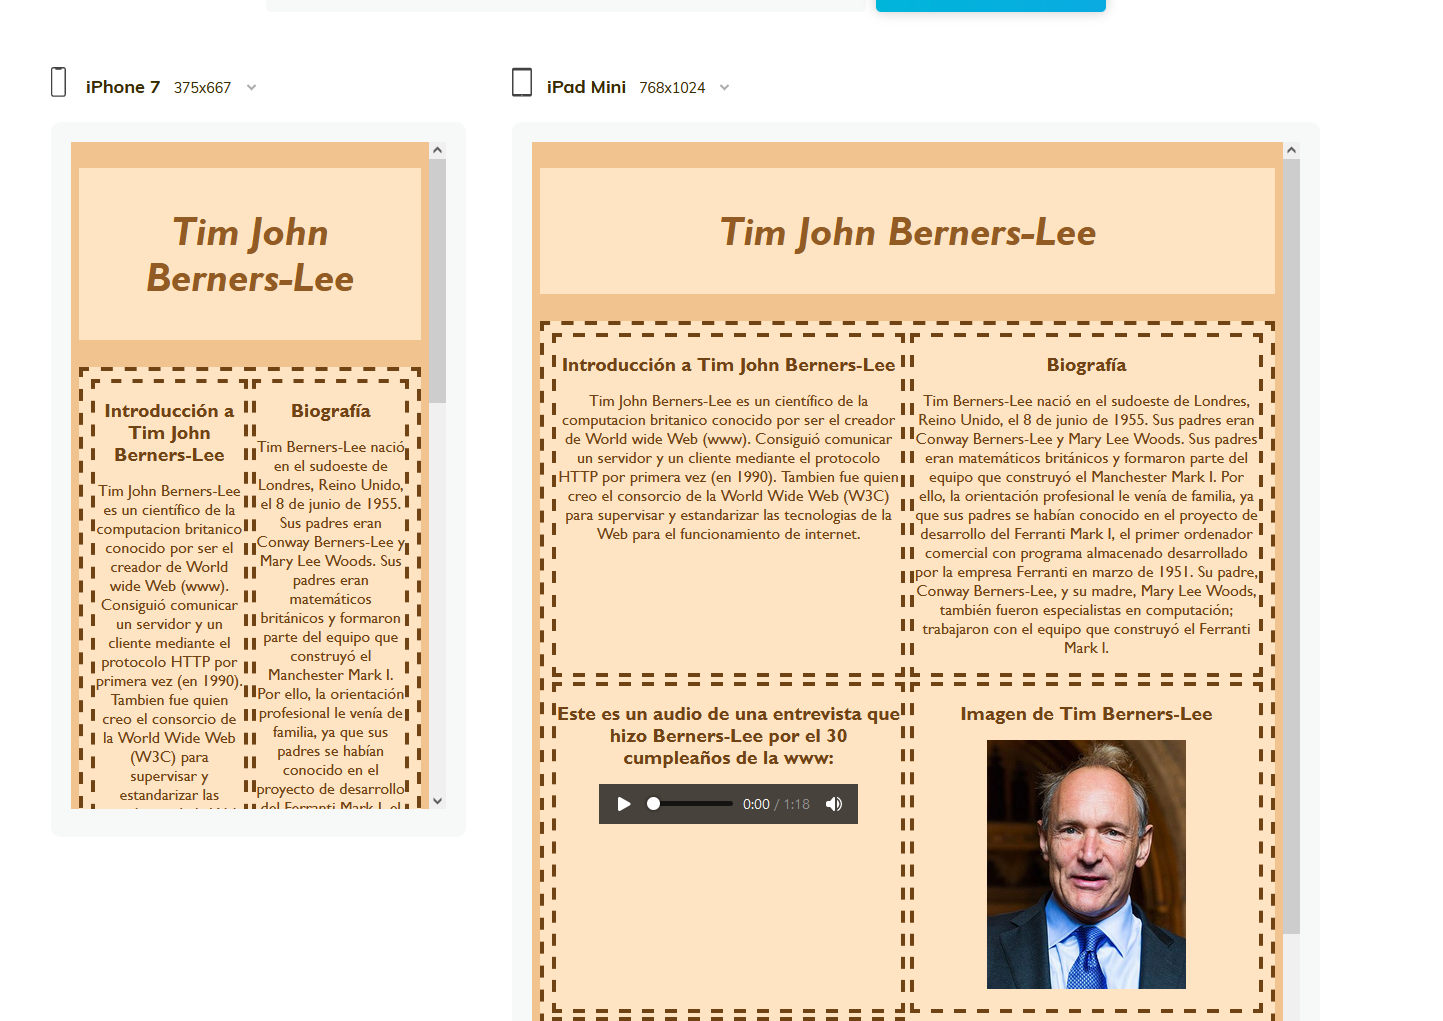 iPhone 7 375x667
Tim John
Berners-Lee
Introducción a
Tim John
Berners-Lee
Tim John Berners-Lee
es un científico de la
computacion britanico
conocido por ser el
creador de World
wide Web (www).
Consiguió comunicar
un servidor y un
cliente mediante el
protocolo HTTP por
primera vez (en 1990).
Tambien fue quien
creo el consorcio de
la World Wide Web
(W3C) para
supervisar y
estandarizar las
Biografía
Tim Berners-Lee nació
en el sudoeste de
Londres, Reino Unido,
el 8 de junio de 1955.
Sus padres eran
Conway Berners-Lee y
Mary Lee Woods. Sus
padres eran
matemáticos
británicos y formaron
parte del equipo que
construyó el
Manchester Mark I.
Por ello, la orientación
profesional le venía de
familia, ya que sus
padres se habían
conocido en el
proyecto de desarrollo
del Ferranti Mark I, el
iPad Mini 768x1024
Tim John Berners-Lee
Introducción a Tim John Berners-Lee
Tim John Berners-Lee es un científico de la
computacion britanico conocido por ser el creador
de World wide Web (www). Consiguió comunicar
un servidor y un cliente mediante el protocolo
HTTP por primera vez (en 1990). Tambien fue quien
creo el consorcio de la World Wide Web (W3C)
para supervisar y estandarizar las tecnologias de la
Web para el funcionamiento de internet.
Biografía
Tim Berners-Lee nació en el sudoeste de Londres,
Reino Unido, el 8 de junio de 1955. Sus padres eran
Conway Berners-Lee y Mary Lee Woods. Sus padres
eran matemáticos británicos y formaron parte del
equipo que construyó el Manchester Mark I. Por
ello, la orientación profesional le venía de familia, ya
que sus padres se habían conocido en el proyecto de
desarrollo del Ferranti Mark I, el primer ordenador
comercial con programa almacenado desarrollado
por la empresa Ferranti en marzo de 1951. Su padre,
Conway Berners-Lee, y su madre, Mary Lee Woods,
también fueron especialistas en computación;
trabajaron con el equipo que construyó el Ferranti
Mark I.
Este es un audio de una entrevista que
hizo Berners-Lee por el 30
cumpleaños de la www:
0:00 / 1:18
Imagen de Tim Berners-Lee